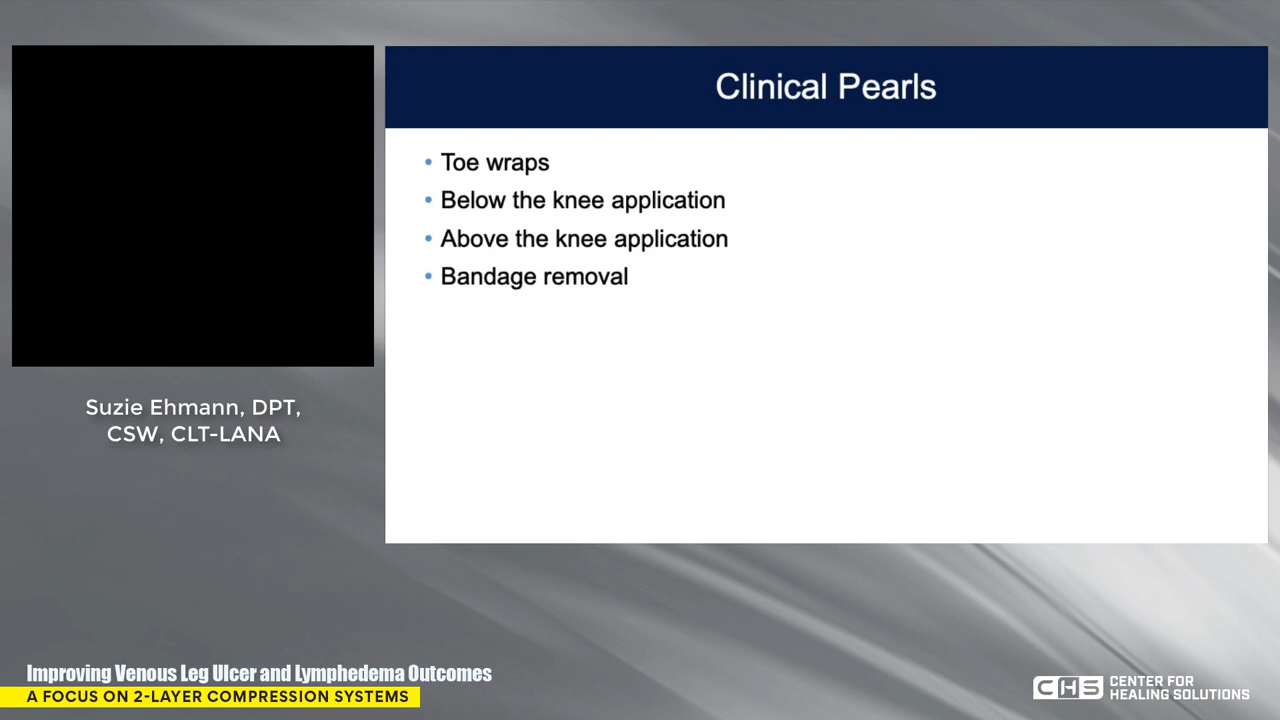 Clinical Pearls
• Toe wraps
• Below the knee application
• Above the knee application
• Bandage removal
Suzie Ehmann, DPT,
CSW, CLT-LANA
Improving Venous Leg Ulcer and Lymphedema Outcomes
A FOCUS ON 2-LAYER COMPRESSION SYSTEMS
CHS
CENTER FOR
HEALING SOLUTIONS